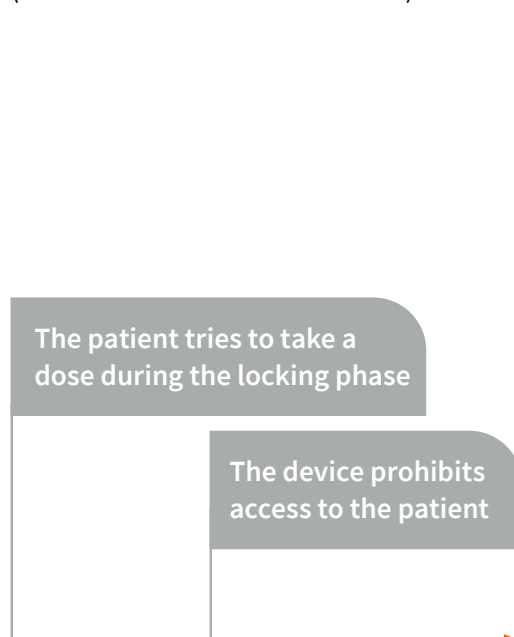 The patient tries to take a
dose during the locking phase
The device prohibits
access to the patient